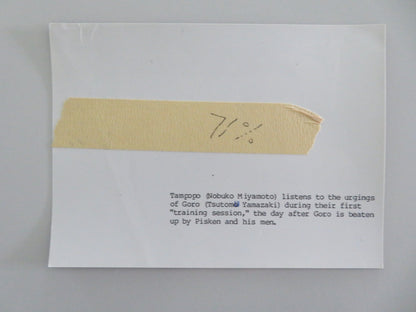 71%
Tampopo (Nobuko Miyamoto) listens to the urgings
of Goro (Tsutomu Yamazaki) during their first
"training session," the day after Goro is beaten
up by Pisken and his men.